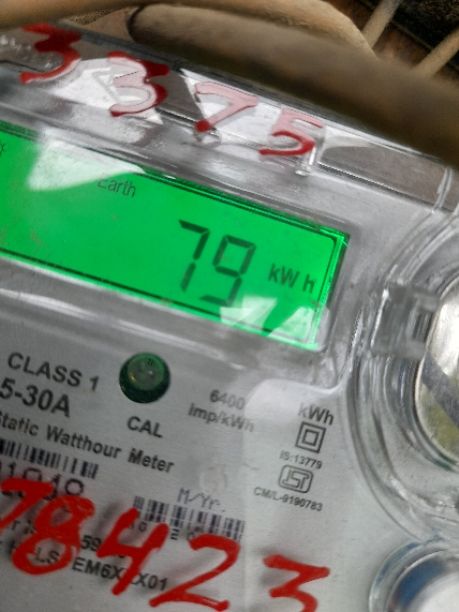 3375
Earth
79 kWh
CLASS 1
5-30A
6400
imp/kWh
kWh
CAL
Static Watthour Meter
IS:13779
CM/L-9190783
M/Yr.
78423